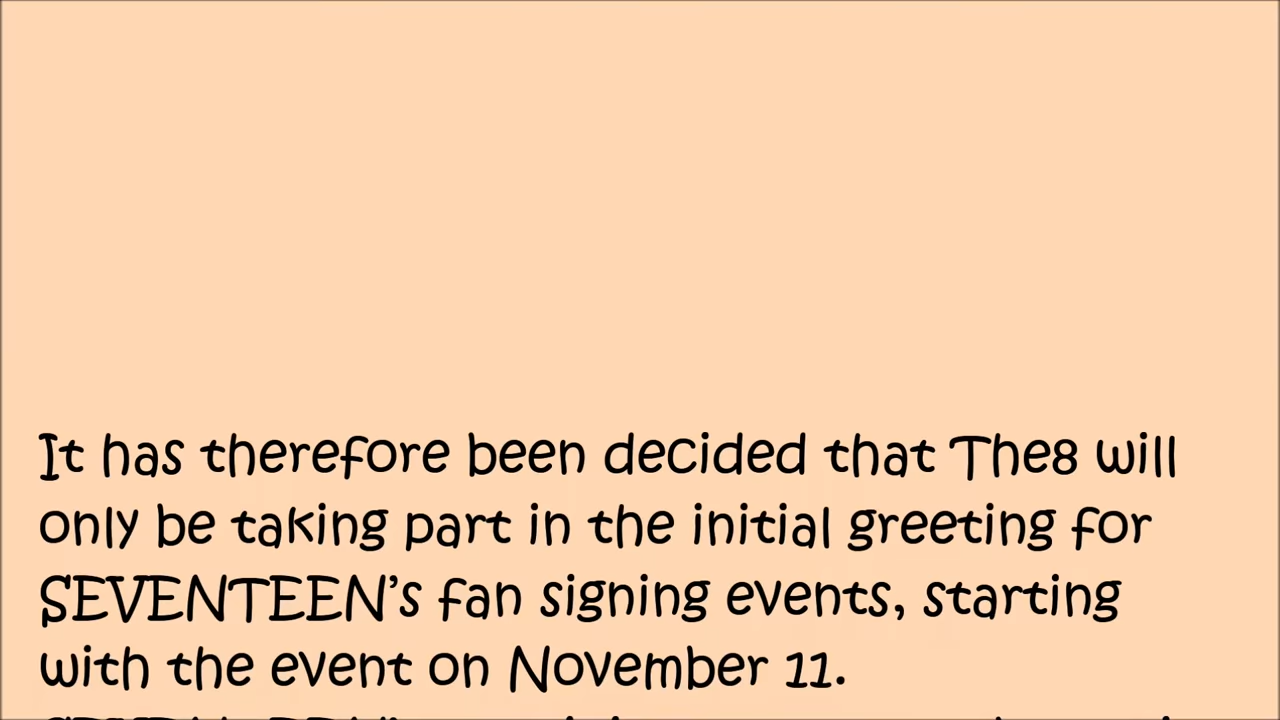 It has therefore been decided that The8 will
only be taking part in the initial greeting for
SEVENTEEN’s fan signing events, starting
with the event on November 11.